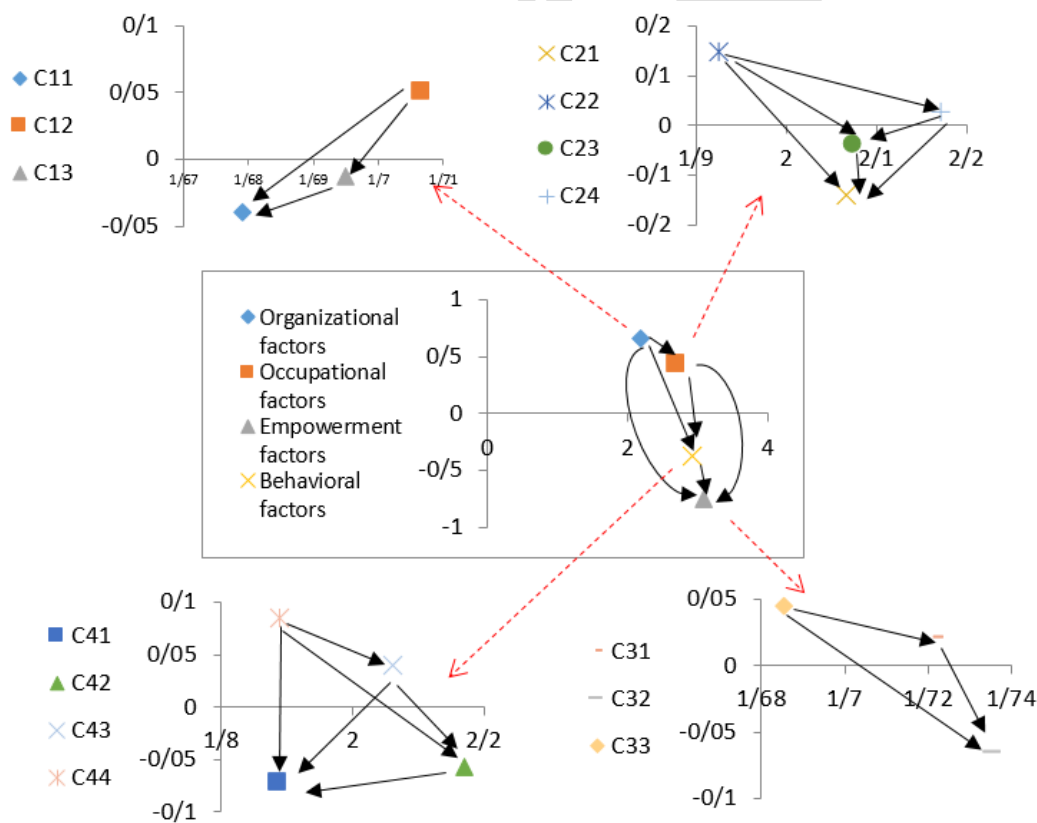 0/1
0/05
0
-0/05
1/67
1/68
1/69
1/7
1/71
C11
C12
C13
0/2
0/1
0
-0/1
-0/2
1/9
2
2/1
2/2
C21
C22
C23
C24
Organizational
factors
Occupational
factors
Empowerment
factors
Behavioral
factors
1
0/5
0
-0/5
-1
0
2
4
0/1
0/05
0
-0/05
-0/1
1/8
2
2/2
C41
C42
C43
C44
0/05
0
-0/05
-0/1
1/68
1/7
1/72
1/74
C31
C32
C33